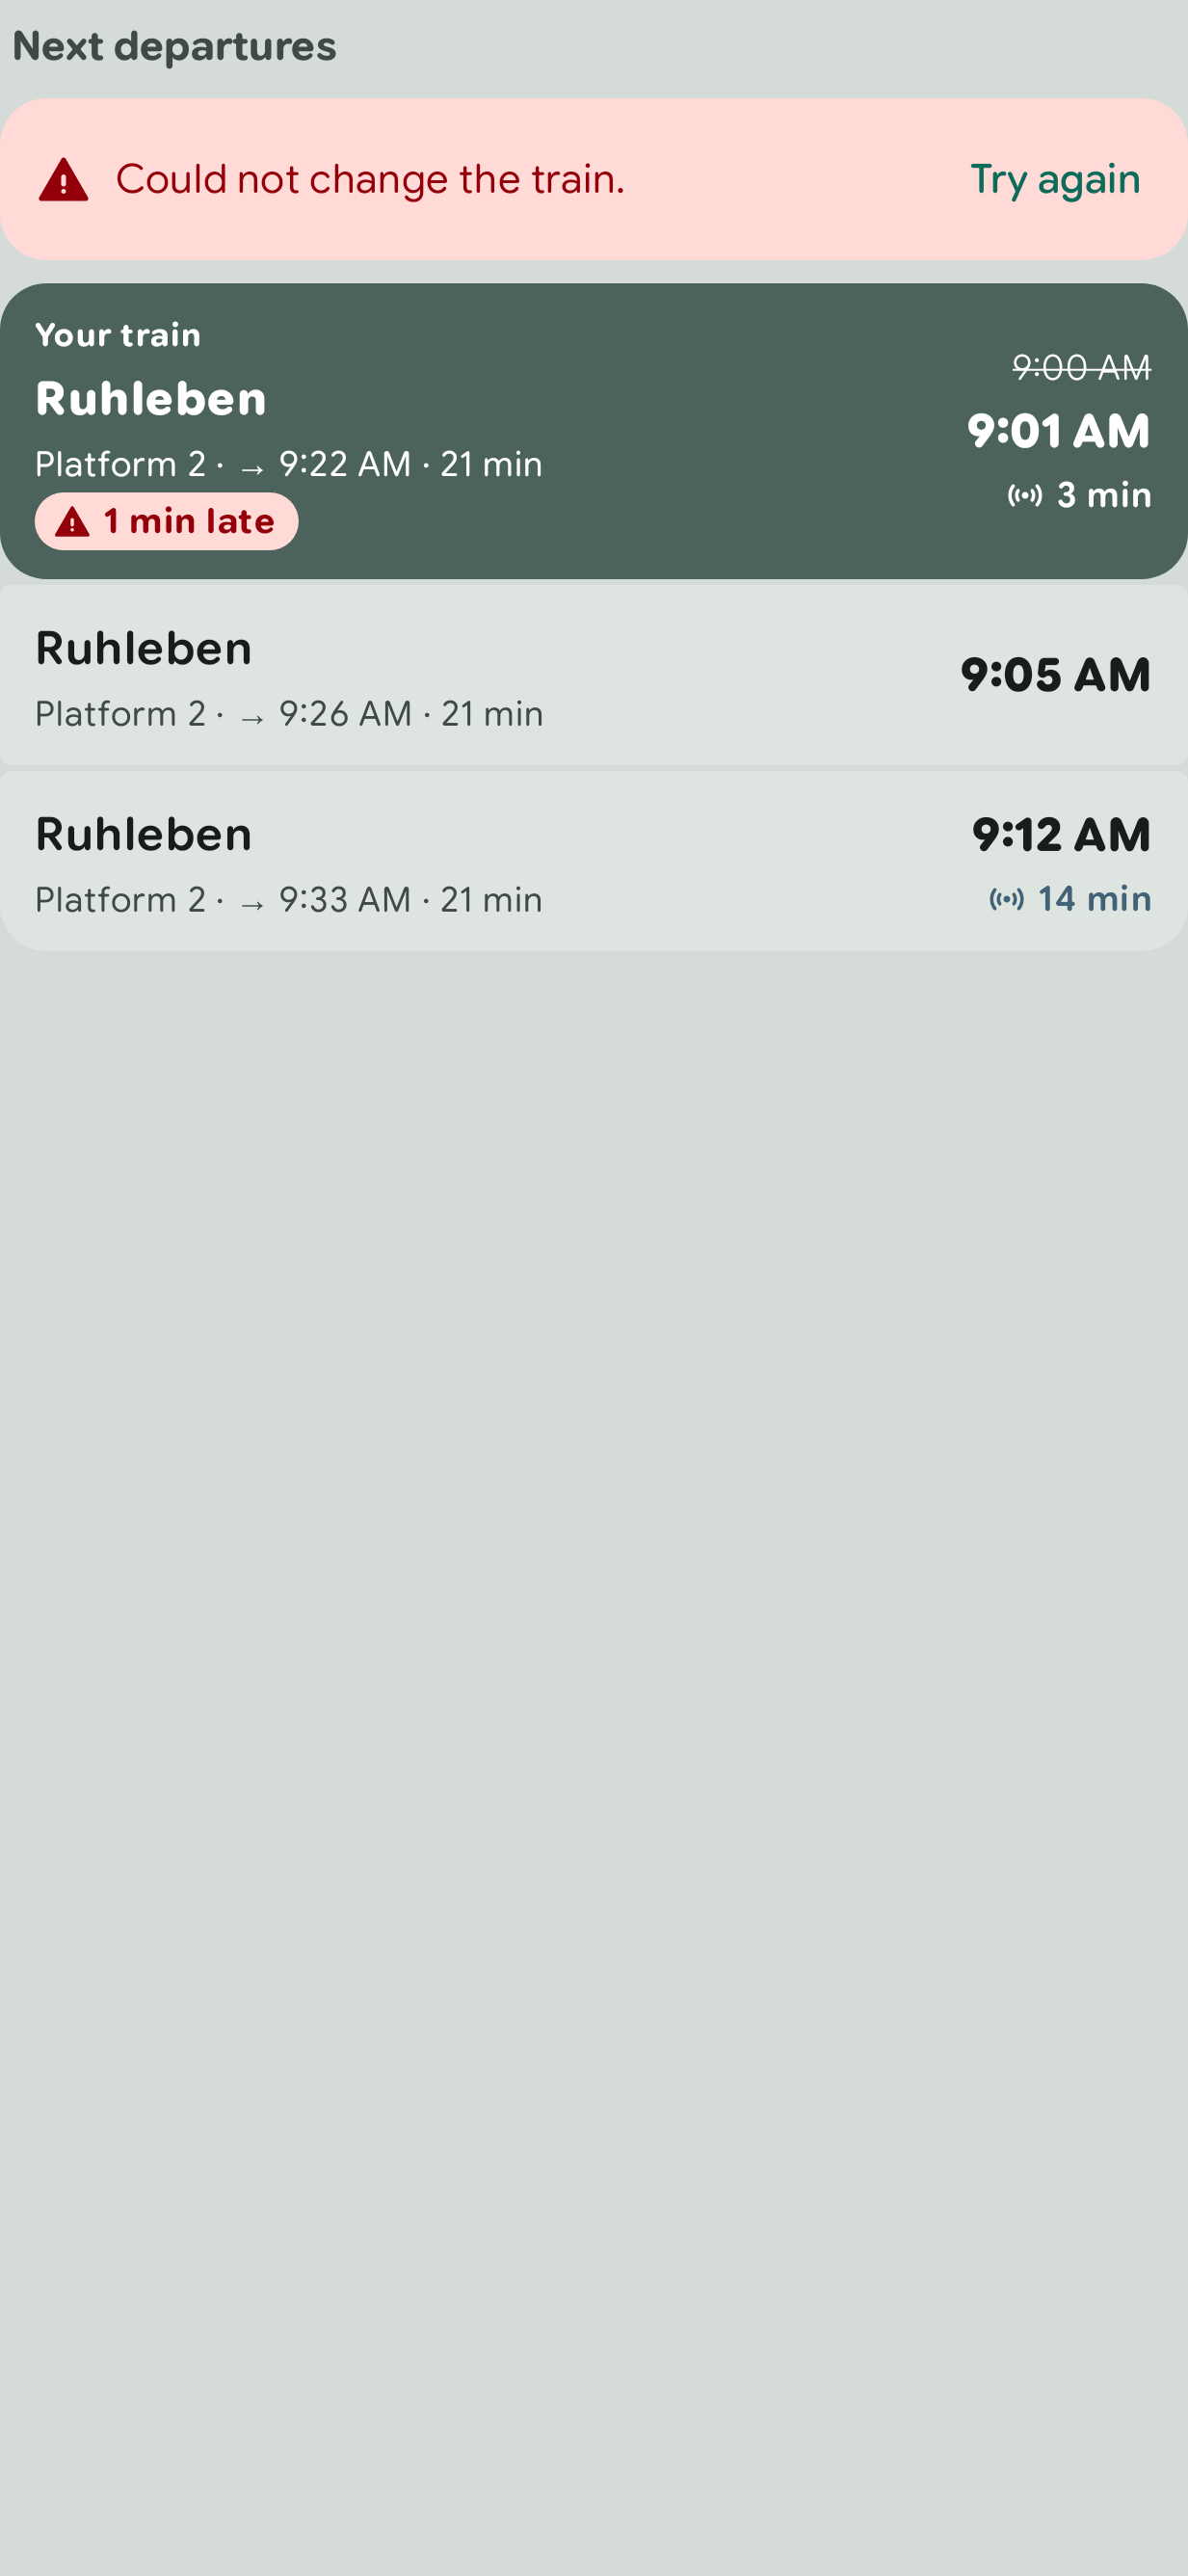 Next departures
Could not change the train.
Try again
Your train
Ruhleben
Platform 2 · → 9:22 AM · 21 min
1 min late
9:00 AM
9:01 AM
3 min
Ruhleben
Platform 2 · → 9:26 AM · 21 min
9:05 AM
Ruhleben
Platform 2 · → 9:33 AM · 21 min
9:12 AM
14 min